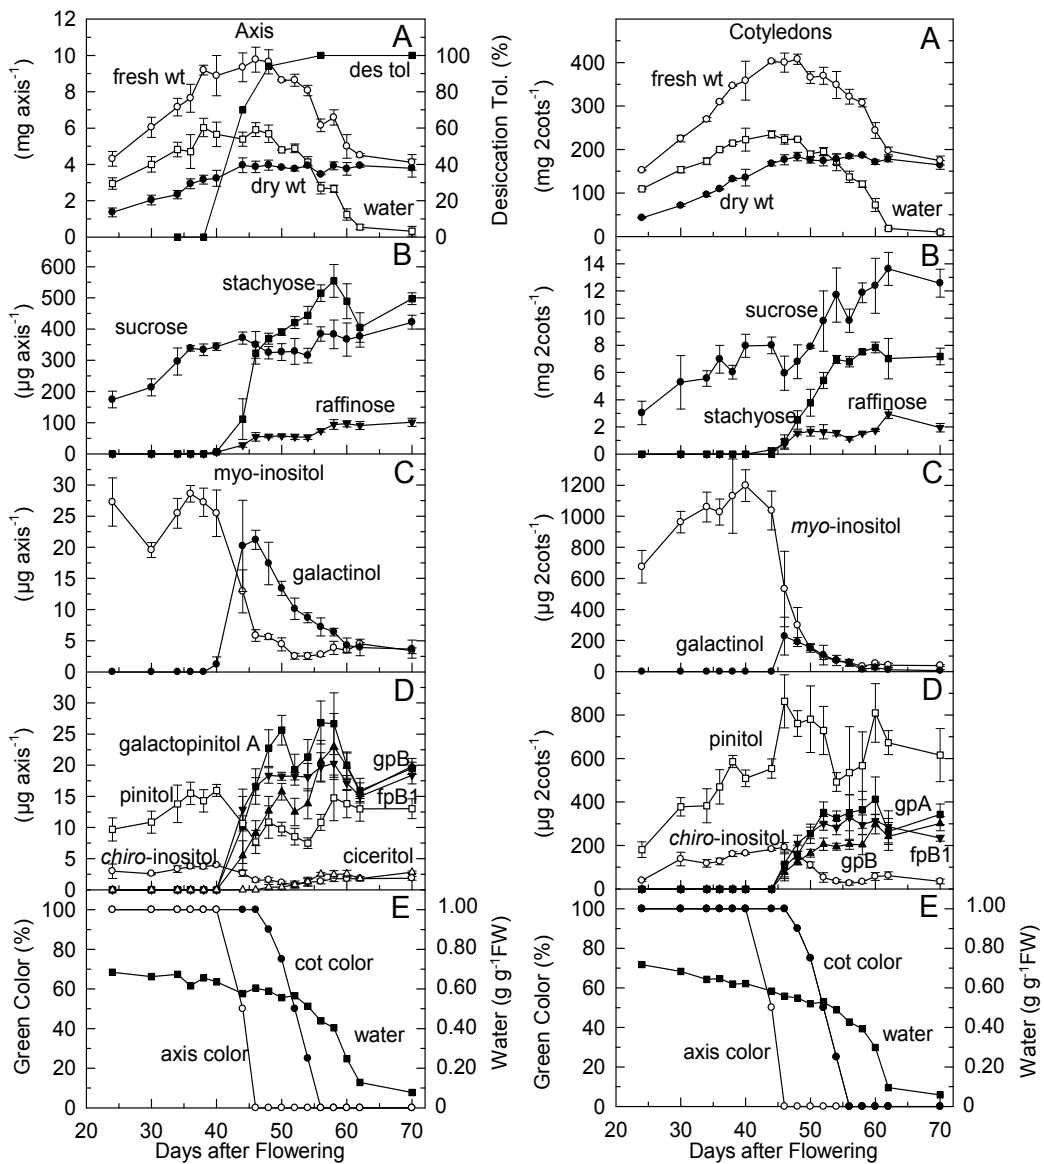 Axis
A
12
10
8
6
4
2
0
(mg axis⁻¹)
100
80
60
40
20
0
Desiccation Tol. (%)
fresh wt
des tol
dry wt
water
B
600
500
400
300
200
100
0
(µg axis⁻¹)
stachyose
sucrose
raffinose
C
30
25
20
15
10
5
0
(µg axis⁻¹)
myo-inositol
galactinol
D
30
25
20
15
10
5
0
(µg axis⁻¹)
galactopinitol A
gpB
fpB1
pinitol
chiro-inositol
ciceritol
E
100
80
60
40
20
0
Green Color (%)
1.00
0.80
0.60
0.40
0.20
0
Water (g g⁻¹FW)
cot color
water
axis color
20 30 40 50 60 70
Days after Flowering
Cotyledons
A
400
300
200
100
0
(mg 2cots⁻¹)
fresh wt
dry wt
water
B
14
12
10
8
6
4
2
0
(mg 2cots⁻¹)
sucrose
stachyose
raffinose
C
1200
1000
800
600
400
200
0
(µg 2cots⁻¹)
myo-inositol
galactinol
D
800
600
400
200
0
(µg 2cots⁻¹)
pinitol
gpA
chiro-inositol
gpB
fpB1
E
100
80
60
40
20
0
Green Color (%)
1.00
0.80
0.60
0.40
0.20
0
Water (g g⁻¹FW)
cot color
water
axis color
20 30 40 50 60 70
Days after Flowering